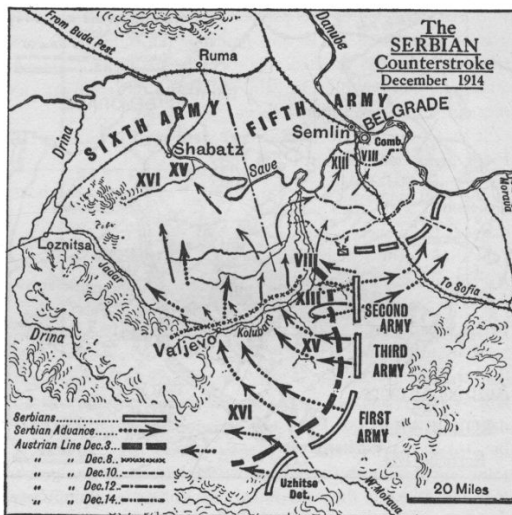 The
SERBIAN
Counterstroke
December 1914
From Buda Pest
Ruma
Danube
SIXTH ARMY
FIFTH ARMY
Semlin
BELGRADE
Comb.
XIII
VIII
Drina
Shabatz
XV
XVI
Save
Morava
Loznitsa
Jadar
To Sofia
Drina
VIII
XIII
SECOND
ARMY
Kolubara
Valjevo
XV
THIRD
ARMY
XVI
FIRST
ARMY
Uzhitse
Det.
W. Morava
Serbians
Serbian Advance
Austrian Line Dec. 3
" " Dec. 8
" " Dec. 10
" " Dec. 12
" " Dec. 14
20 Miles